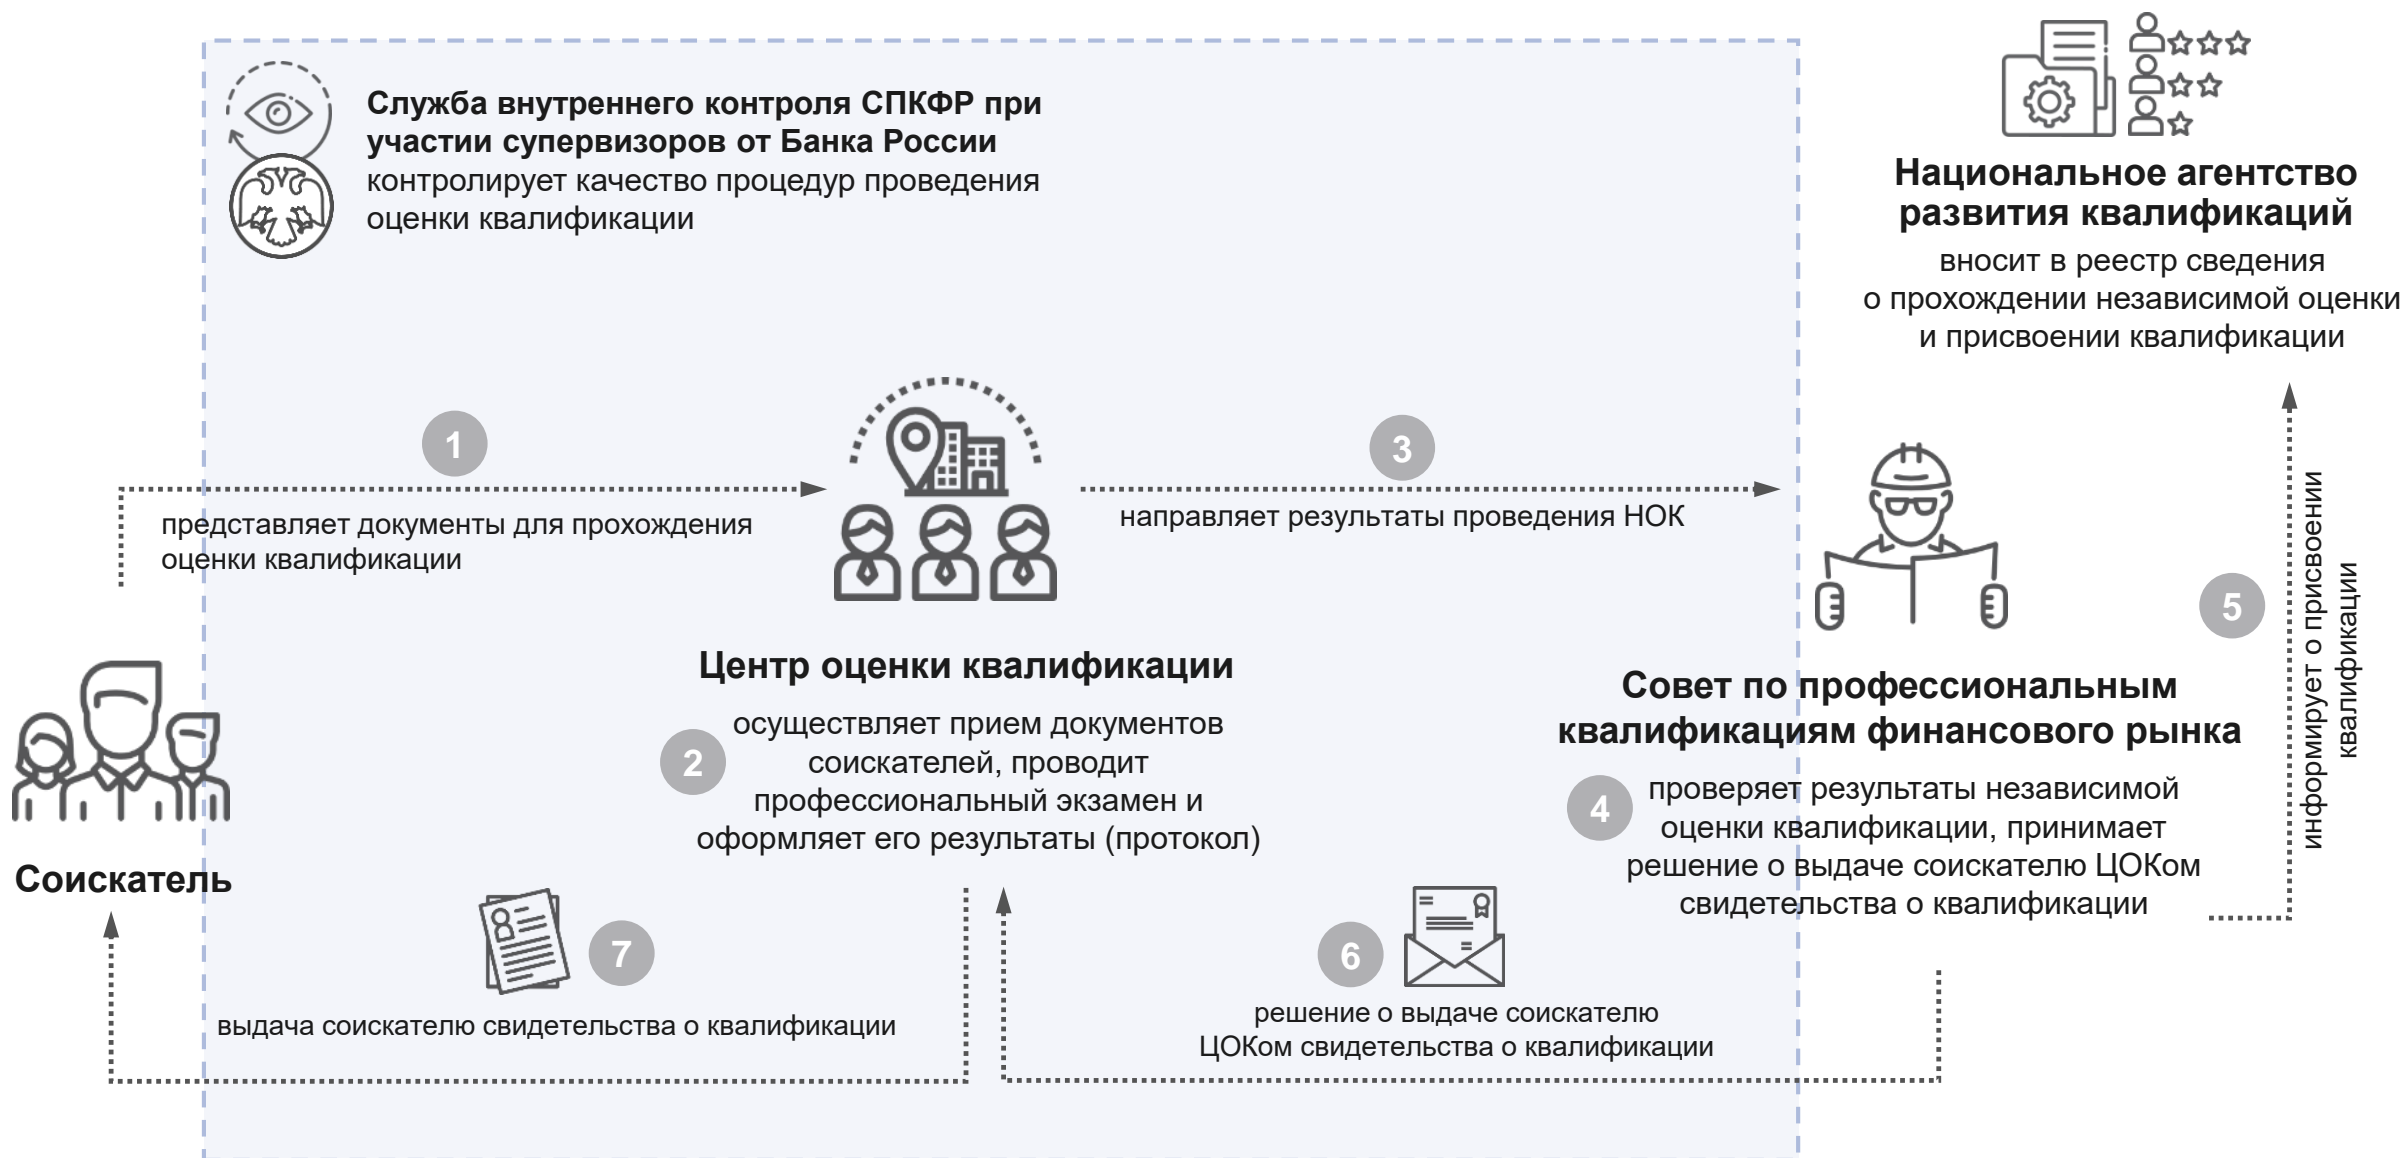 Служба внутреннего контроля СПКФР при
участии супервизоров от Банка России
контролирует качество процедур проведения
оценки квалификации
Национальное агентство
развития квалификаций
вносит в реестр сведения
о прохождении независимой оценки
и присвоении квалификации
1
представляет документы для прохождения
оценки квалификации
3
направляет результаты проведения НОК
5
информирует о присвоении
квалификации
Соискатель
Центр оценки квалификации
2
осуществляет прием документов
соискателей, проводит
профессиональный экзамен и
оформляет его результаты (протокол)
Совет по профессиональным
квалификациям финансового рынка
4
проверяет результаты независимой
оценки квалификации, принимает
решение о выдаче соискателю ЦОКом
свидетельства о квалификации
7
выдача соискателю свидетельства о квалификации
6
решение о выдаче соискателю
ЦОКом свидетельства о квалификации